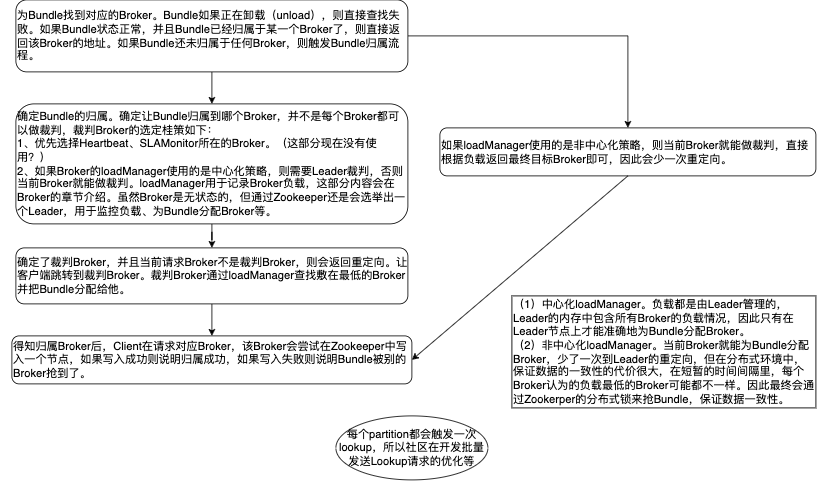 为Bundle找到对应的Broker。Bundle如果正在卸载（unload），则直接查找失
败。如果Bundle状态正常，并且Bundle已经归属于某一个Broker了，则直接返
回该Broker的地址。如果Bundle还未归属于任何Broker，则触发Bundle归属流
程。
确定Bundle的归属。确定让Bundle归属到哪个Broker，并不是每个Broker都可
以做裁判，裁判Broker的选定桂策如下：
1、优先选择Heartbeat、SLAMonitor所在的Broker。（这部分现在没有使
用？）
2、如果Broker的loadManager使用的是中心化策略，则需要Leader裁判，否则
当前Broker就能做裁判。loadManager用于记录Broker负载，这部分内容会在
Broker的章节介绍。虽然Broker是无状态的，但通过Zookeeper还是会选举出一
个Leader，用于监控负载、为Bundle分配Broker等。
如果loadManager使用的是非中心化策略，则当前Broker就能做裁判，直接
根据负载返回最终目标Broker即可，因此会少一次重定向。
确定了裁判Broker，并且当前请求Broker不是裁判Broker，则会返回重定向。让
客户端跳转到裁判Broker。裁判Broker通过loadManager查找敷在最低的Broker
并把Bundle分配给他。
得知归属Broker后，Client在请求对应Broker，该Broker会尝试在Zookeeper中写
入一个节点，如果写入成功则说明归属成功，如果写入失败则说明Bundle被别的
Broker抢到了。
（1）中心化loadManager。负载都是由Leader管理的，
Leader的内存中包含所有Broker的负载情况，因此只有在
Leader节点上才能准确地为Bundle分配Broker。
（2）非中心化loadManager。当前Broker就能为Bundle分配
Broker，少了一次到Leader的重定向，但在分布式环境中，
保证数据的一致性的代价很大，在短暂的时间间隔里，每个
Broker认为的负载最低的Broker可能都不一样。因此最终会通
过Zookerper的分布式锁来抢Bundle，保证数据一致性。
每个partition都会触发一次
lookup，所以社区在开发批量
发送Lookup请求的优化等